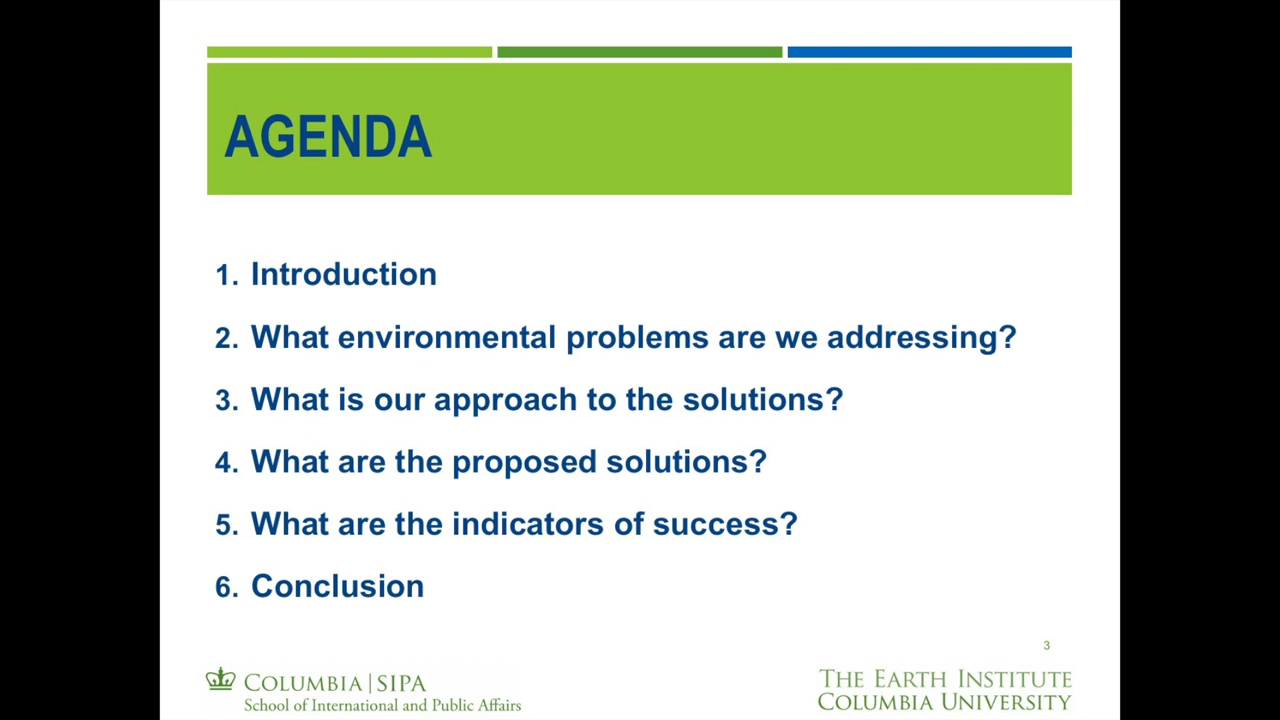 AGENDA
1. Introduction
2. What environmental problems are we addressing?
3. What is our approach to the solutions?
4. What are the proposed solutions?
5. What are the indicators of success?
6. Conclusion
3
COLUMBIA | SIPA
School of International and Public Affairs
THE EARTH INSTITUTE
COLUMBIA UNIVERSITY